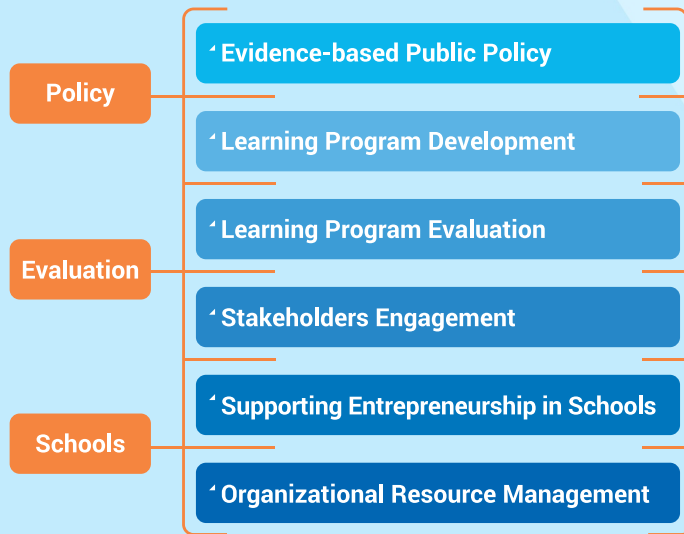 Policy
Evidence-based Public Policy
Learning Program Development
Evaluation
Learning Program Evaluation
Stakeholders Engagement
Schools
Supporting Entrepreneurship in Schools
Organizational Resource Management